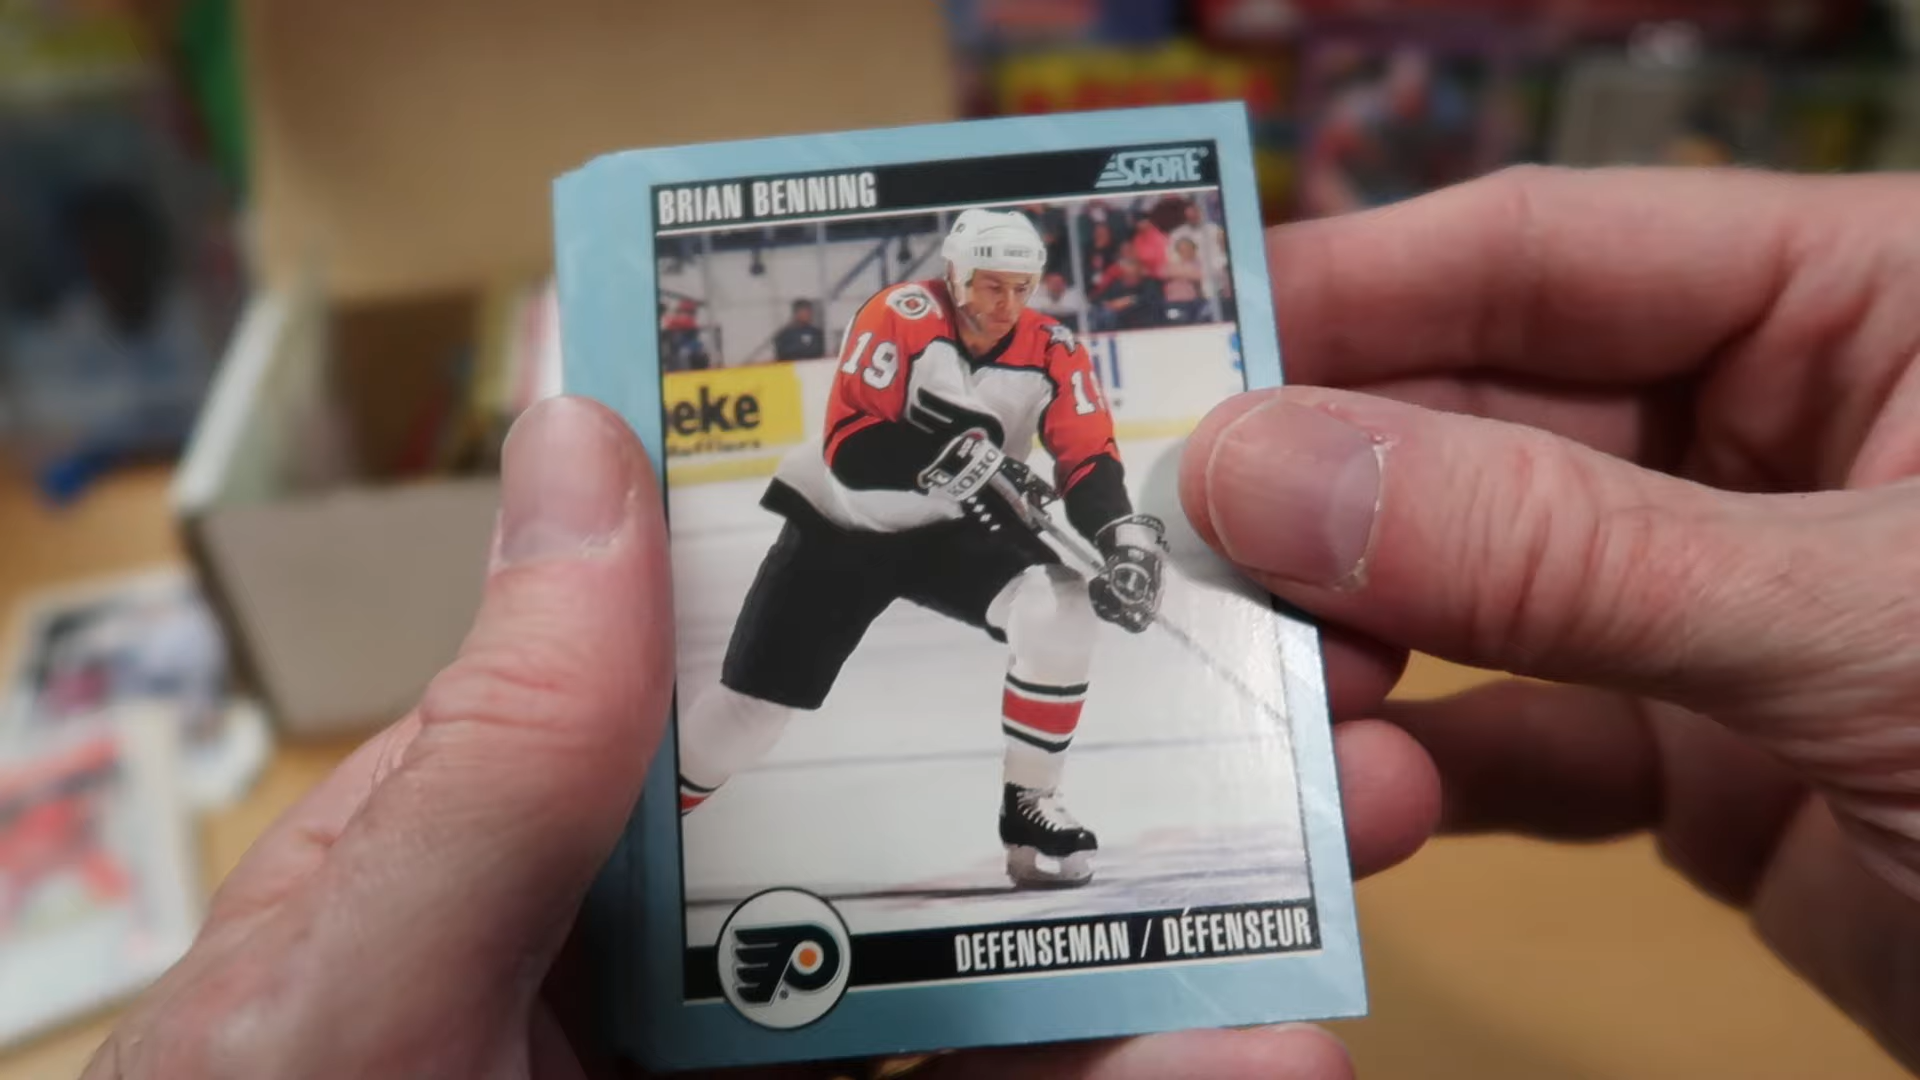 BRIAN BENNING
SCORE
19
eke
KOHO
DEFENSEMAN / DÉFENSEUR